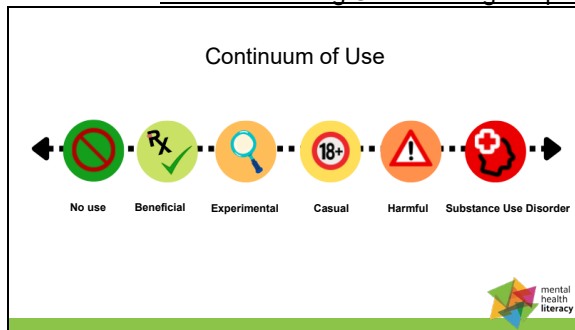 Continuum of Use
Rx
18+
No use Beneficial Experimental Casual Harmful Substance Use Disorder
mental
health
literacy